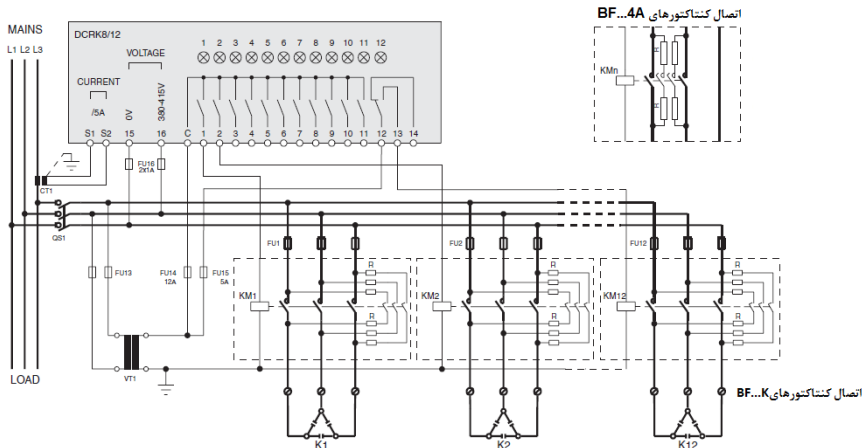 اتصال کنتاکتورهای BF...4A
MAINS
L1 L2 L3
DCRK8/12
VOLTAGE
CURRENT
/5A
0V
380-415V
1 2 3 4 5 6 7 8 9 10 11 12
S1 S2 15 16 C 1 2 3 4 5 6 7 8 9 10 11 12 13 14
KMn
R
R
FU16
2x1A
CT1
QS1
FU1
FU2
FU12
FU13
FU14
12A
FU15
5A
KM1
R
R
KM2
R
R
KM12
R
R
VT1
LOAD
اتصال کنتاکتورهای BF...K
K1
K2
K12